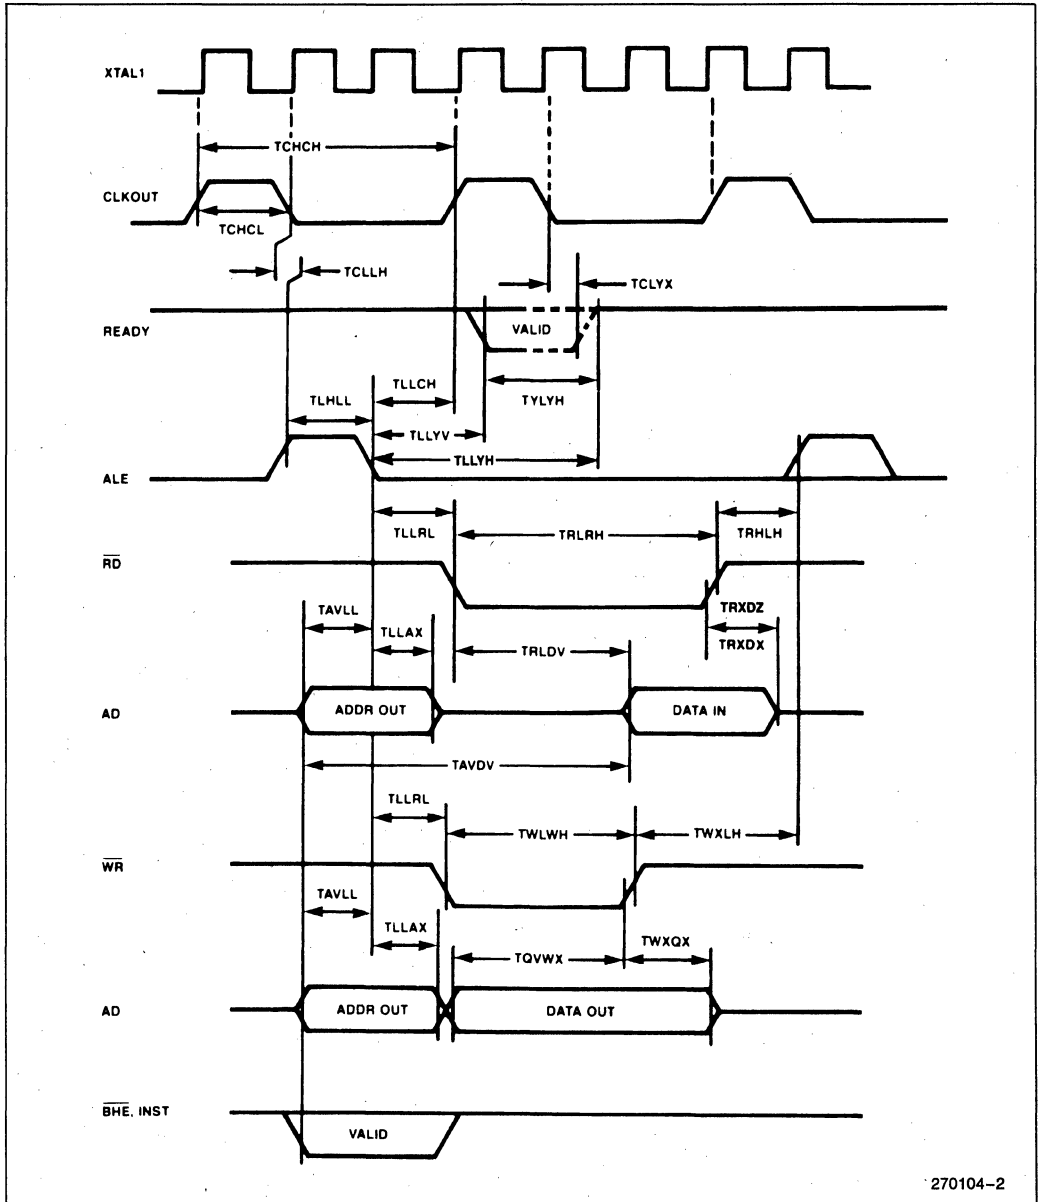 XTAL1
TCHCH
CLKOUT
TCHCL
TCLLH
TCLYX
READY
VALID
TLLCH
TYLYH
TLHLL
TLLYV
TLLYH
ALE
TLLRL
TRLRH
TRHLH
RD
TAVLL
TRXDZ
TLLAX
TRLDV
TRXDX
AD
ADDR OUT
DATA IN
TAVDV
TLLRL
TWLWH
TWXLH
WR
TAVLL
TLLAX
TQVWX
TWXQX
AD
ADDR OUT
DATA OUT
BHE, INST
VALID
270104-2